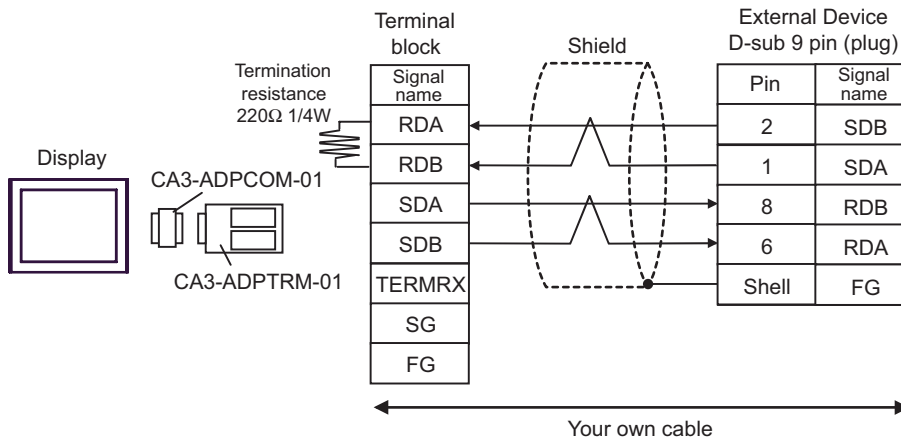 Terminal
block
External Device
D-sub 9 pin (plug)
Shield
Termination
resistance
220Ω 1/4W
Signal
name
Pin
Signal
name
RDA
2
SDB
RDB
1
SDA
Display
CA3-ADPCOM-01
SDA
8
RDB
SDB
6
RDA
CA3-ADPTRM-01
TERMRX
Shell
FG
SG
FG
Your own cable